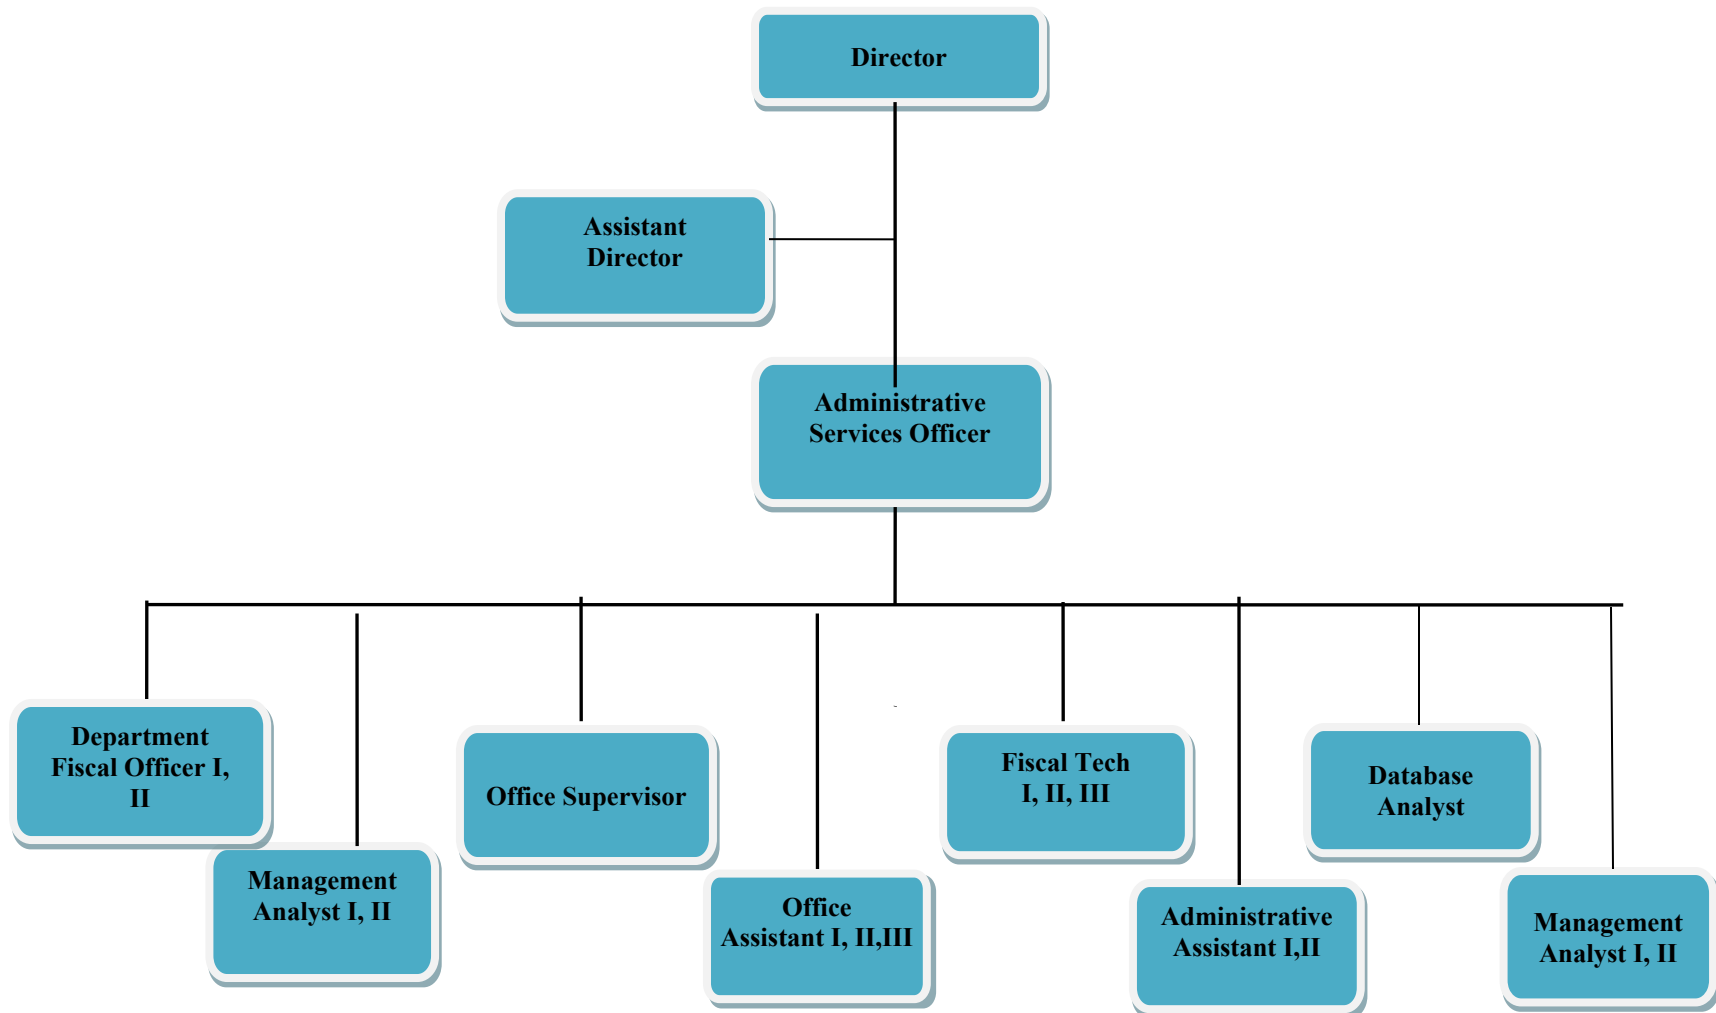 Director
Assistant
Director
Administrative
Services Officer
Department
Fiscal Officer I,
II
Management
Analyst I, II
Office Supervisor
Office
Assistant I, II,III
Fiscal Tech
I, II, III
Administrative
Assistant I,II
Database
Analyst
Management
Analyst I, II